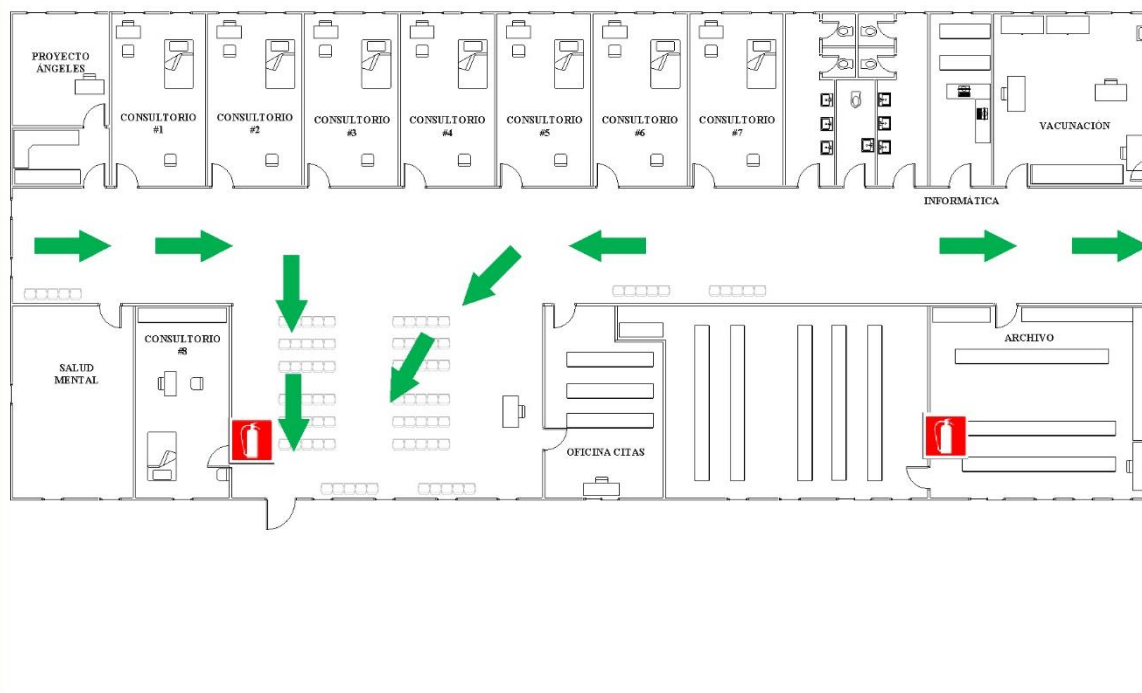 PROYECTO
ÁNGELES
CONSULTORIO
#1
CONSULTORIO
#2
CONSULTORIO
#3
CONSULTORIO
#4
CONSULTORIO
#5
CONSULTORIO
#6
CONSULTORIO
#7
VACUNACIÓN
INFORMÁTICA
SALUD
MENTAL
CONSULTORIO
#8
OFICINA CITAS
ARCHIVO